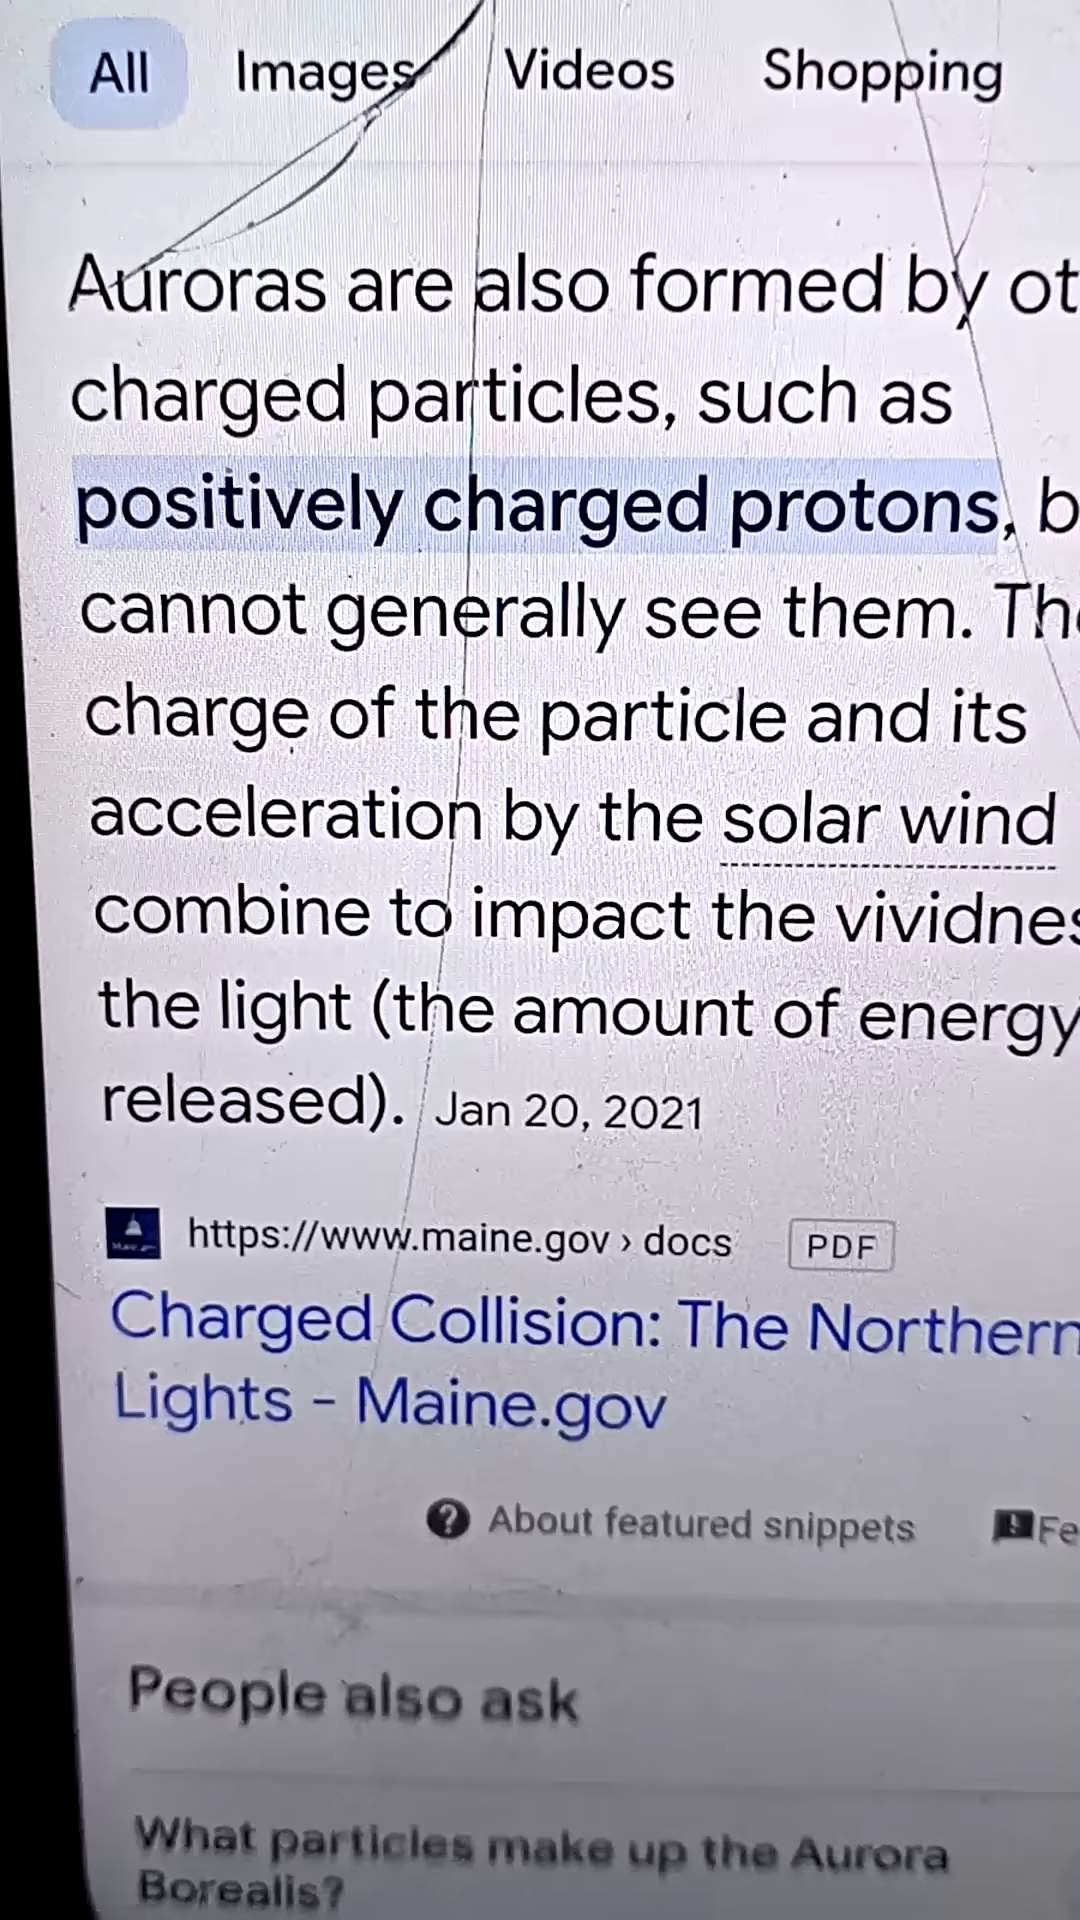 All Images Videos Shopping
Auroras are also formed by
charged particles, such as
positively charged protons,
cannot generally see them.
charge of the particle and its
acceleration by the solar wind
combine to impact the
the light (the amount of energy
released). Jan 20, 2021
https://www.maine.gov › docs PDF
Charged Collision: The Northern
Lights - Maine.gov
About featured snippets
People also ask
What particles make up the Aurora
Borealis?